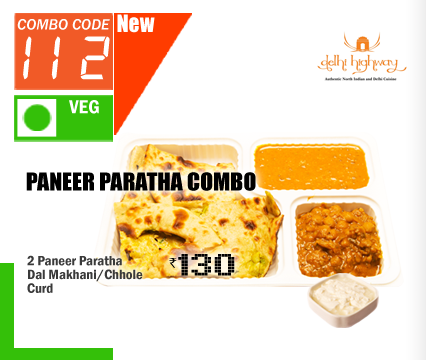 COMBO CODE
New
112
VEG
delhi highway
Authentic North Indian and Delhi Cuisine
PANEER PARATHA COMBO
2 Paneer Paratha
Dal Makhani/Chhole
Curd
₹130